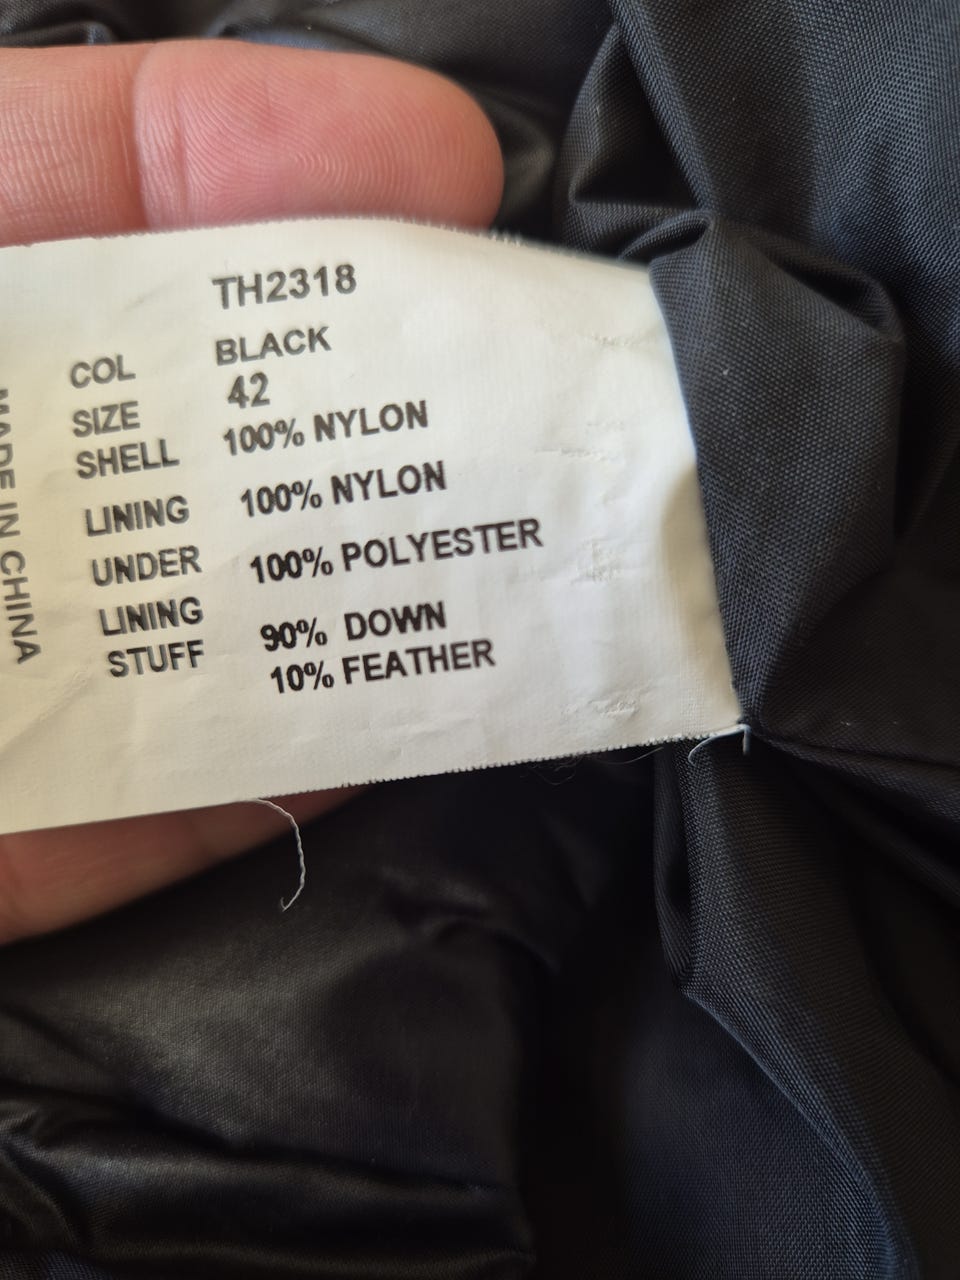 TH2318
COL BLACK
SIZE 42
SHELL 100% NYLON
LINING 100% NYLON
UNDER 100% POLYESTER
LINING
STUFF 90% DOWN
10% FEATHER
MADE IN CHINA